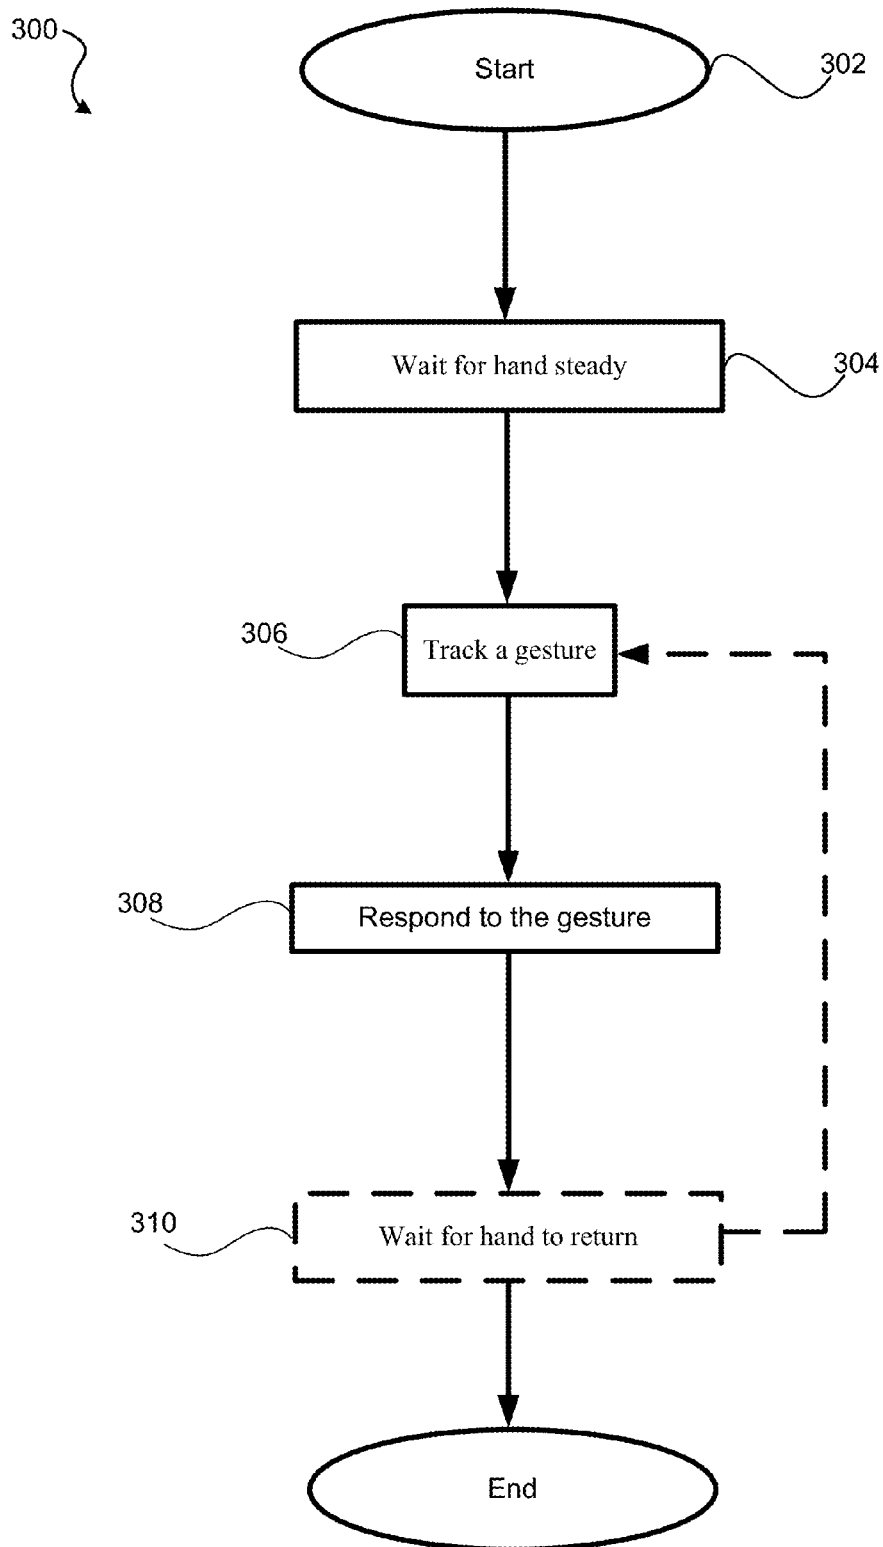 300
Start
302
Wait for hand steady
304
306
Track a gesture
308
Respond to the gesture
310
Wait for hand to return
End